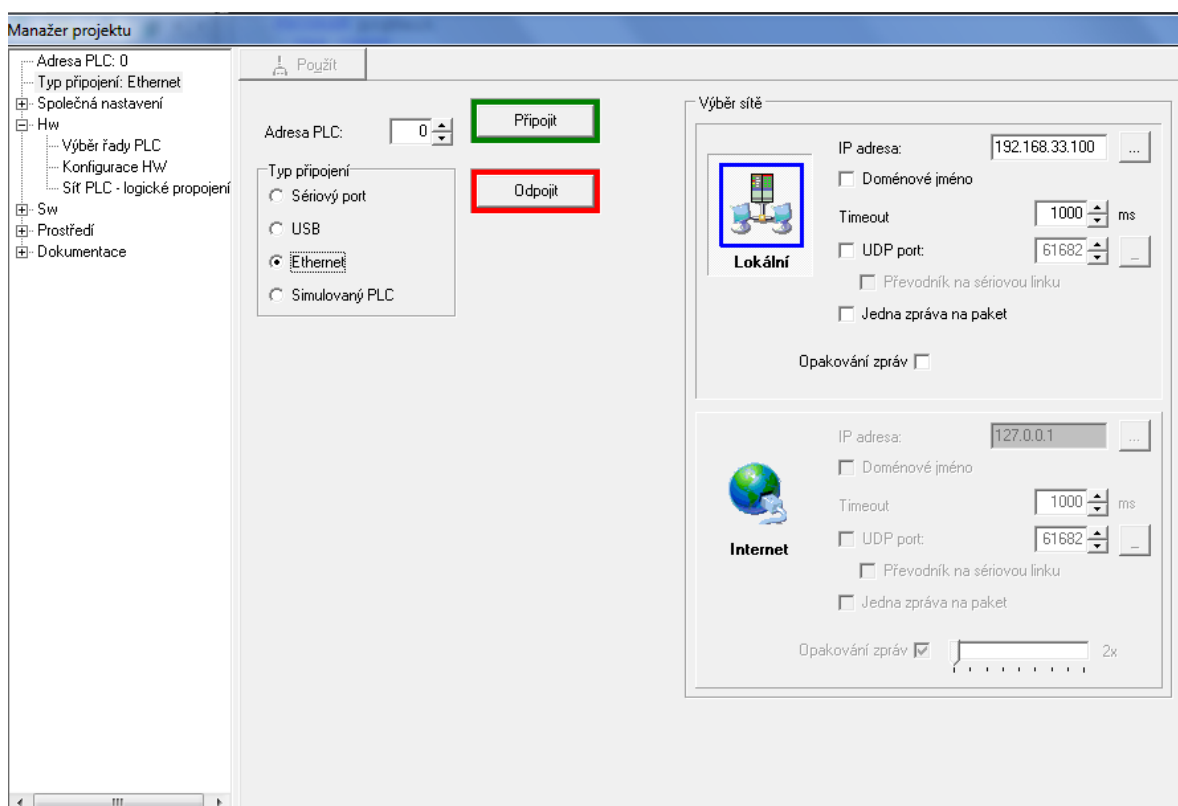 Manažer projektu
Adresa PLC: 0
Typ připojení: Ethernet
Společná nastavení
Hw
Výběr řady PLC
Konfigurace HW
Síť PLC - logické propojení
Sw
Prostředí
Dokumentace
Použít
Adresa PLC: 0
Připojit
Odpojit
Typ připojení
Sériový port
USB
Ethernet
Simulovaný PLC
Výběr sítě
Lokální
IP adresa: 192.168.33.100 ...
Doménové jméno
Timeout 1000 ms
UDP port: 61682 _
Převodník na sériovou linku
Jedna zpráva na paket
Opakování zpráv
Internet
IP adresa: 127.0.0.1 ...
Doménové jméno
Timeout 1000 ms
UDP port: 61682 _
Převodník na sériovou linku
Jedna zpráva na paket
Opakování zpráv 2x